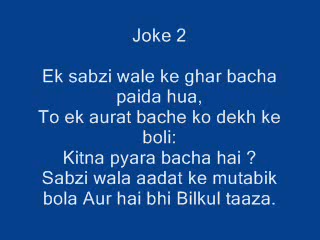 Joke 2
Ek sabzi wale ke ghar bacha
paida hua,
To ek aurat bache ko dekh ke
boli:
Kitna pyara bacha hai ?
Sabzi wala aadat ke mutabik
bola Aur hai bhi Bilkul taaza.